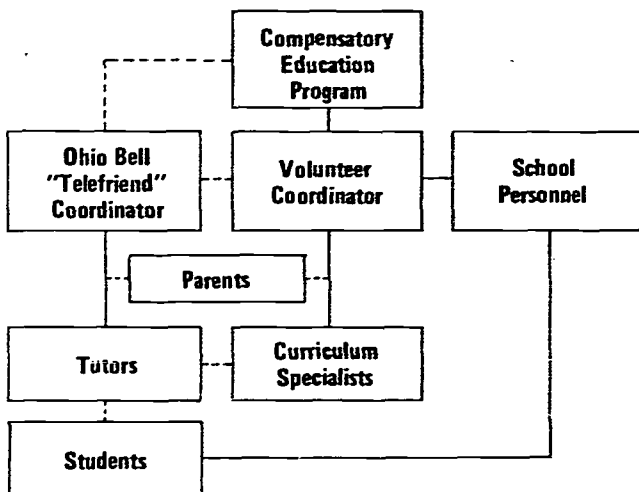 Compensatory
Education
Program
Ohio Bell
"Telefriend"
Coordinator
Volunteer
Coordinator
School
Personnel
Parents
Tutors
Curriculum
Specialists
Students